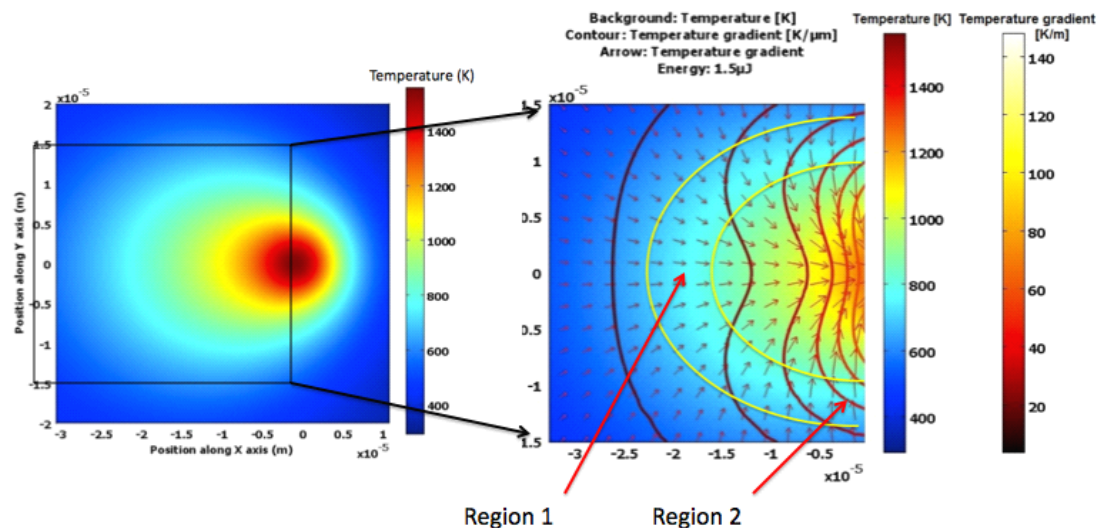 Background: Temperature [K]
Contour: Temperature gradient [K/µm]
Arrow: Temperature gradient
Energy: 1.5µJ
Temperature [K]
Temperature gradient
[K/m]
Temperature (K)
x10^-5
2
1.5
1
0.5
0
-0.5
-1
-1.5
-2
Position along Y axis (m)
-3 -2.5 -2 -1.5 -1 -0.5 0 0.5 1
Position along X axis (m)
x10^-5
1400
1200
1000
800
600
400
x10^-5
1.5
1
0.5
0
0.5
-1
1.5
-3 -2.5 -2 -1.5 -1 -0.5
x10^-5
1400
1200
1000
800
600
400
140
120
100
80
60
40
20
Region 1
Region 2